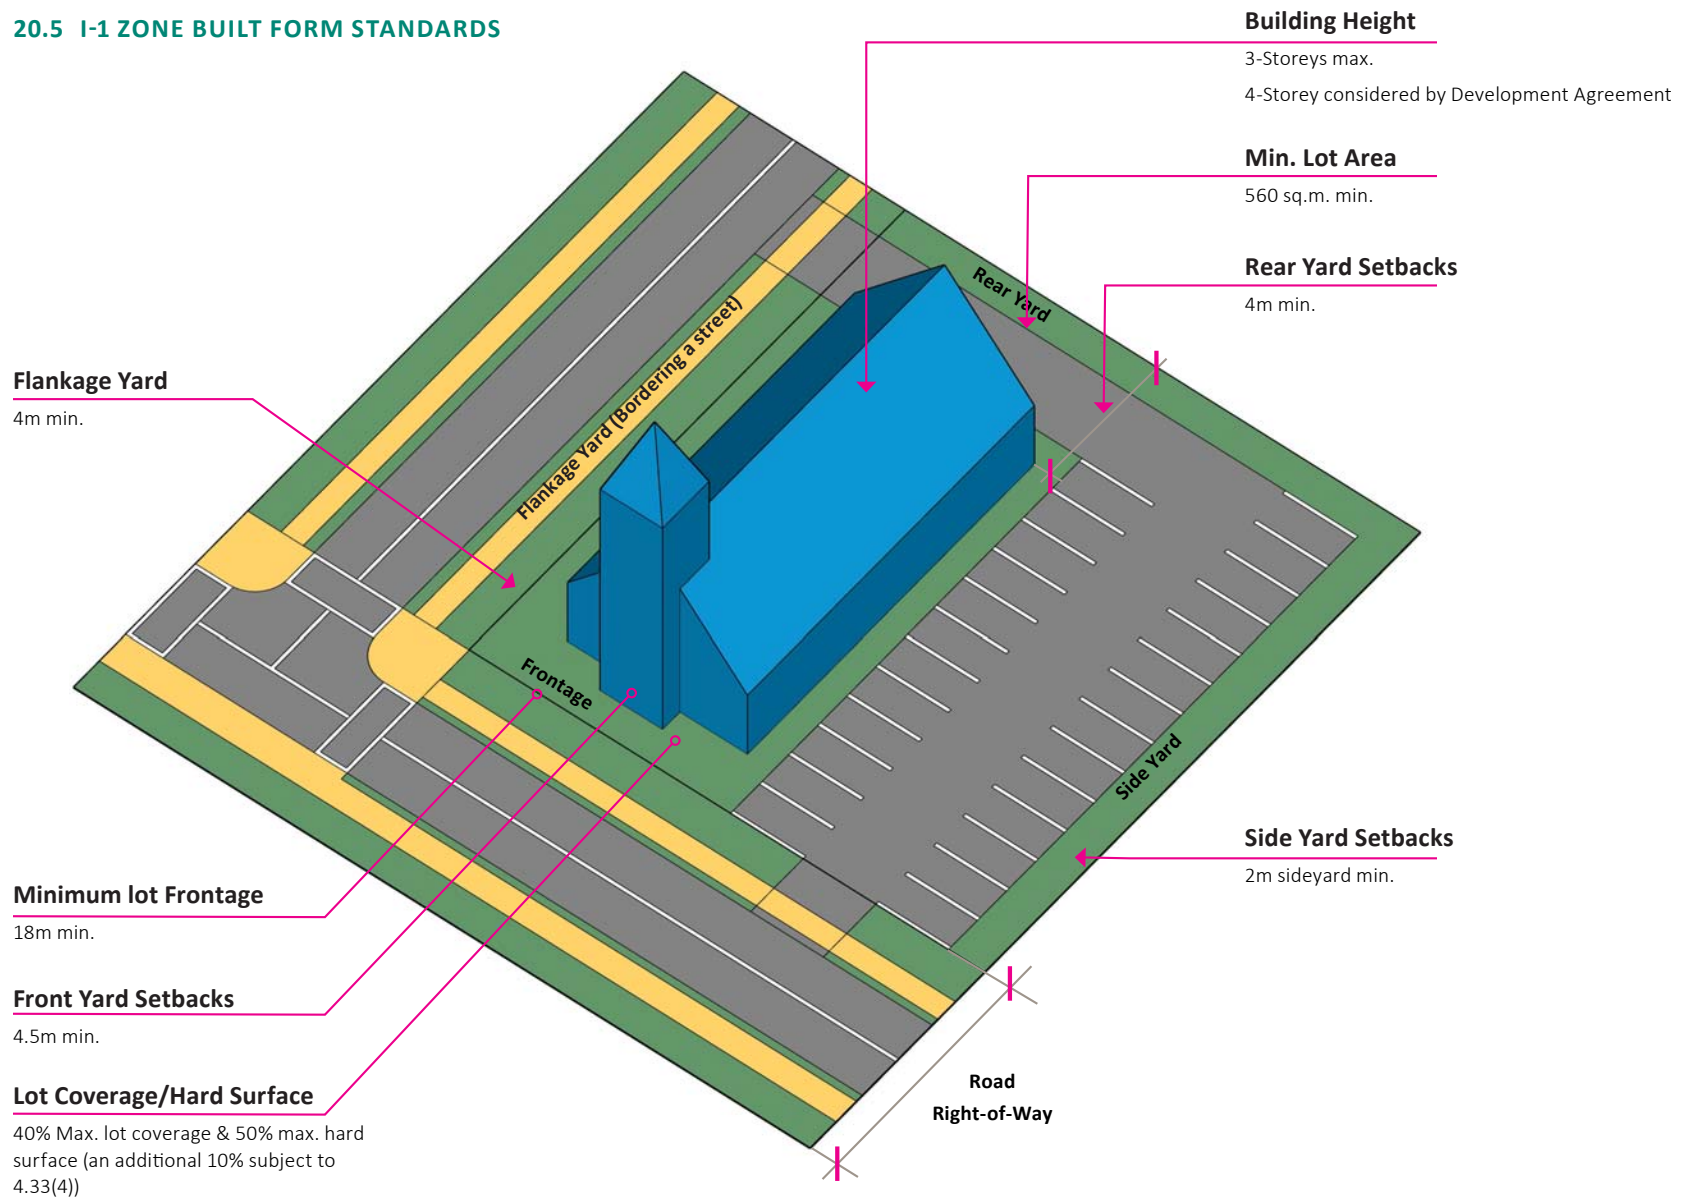 20.5 I-1 ZONE BUILT FORM STANDARDS
Building Height
3-Storeys max.
4-Storey considered by Development Agreement
Min. Lot Area
560 sq.m. min.
Rear Yard Setbacks
4m min.
Rear Yard
Flankage Yard
4m min.
Flankage Yard (Bordering a street)
Frontage
Side Yard
Side Yard Setbacks
2m sideyard min.
Minimum lot Frontage
18m min.
Front Yard Setbacks
4.5m min.
Lot Coverage/Hard Surface
40% Max. lot coverage & 50% max. hard
surface (an additional 10% subject to
4.33(4))
Road
Right-of-Way